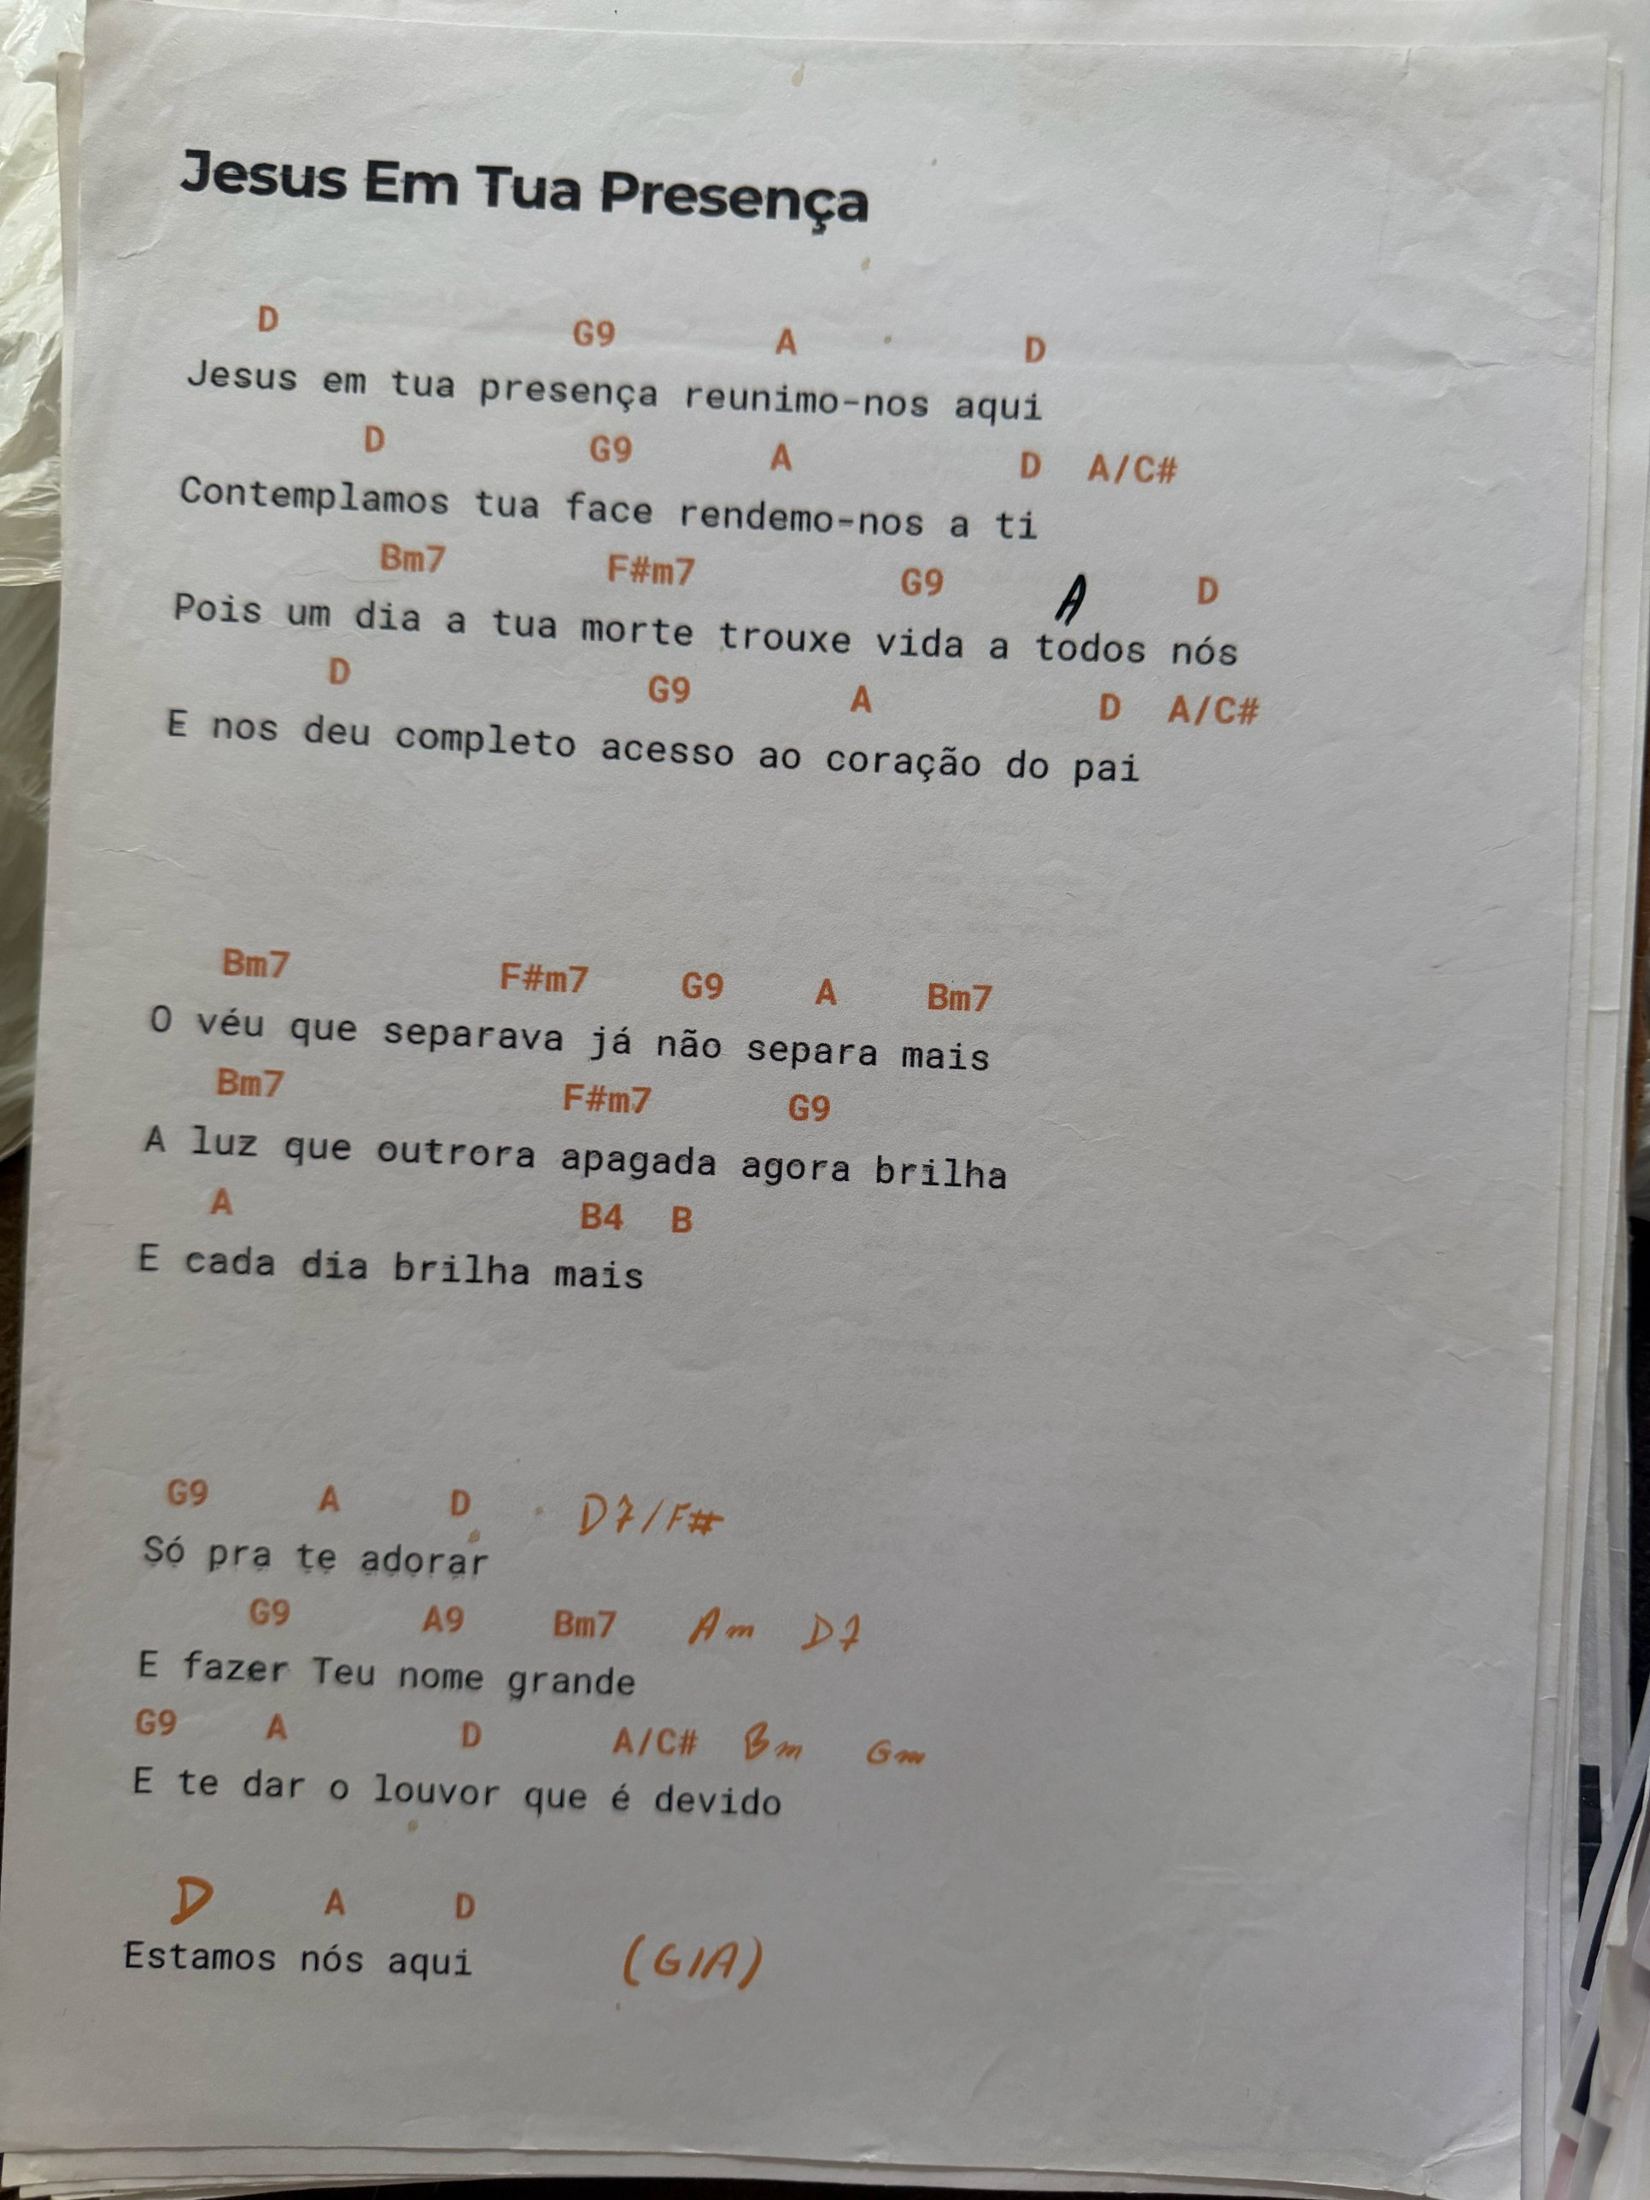 Jesus Em Tua Presença
D G9 A D
Jesus em tua presença reunimo-nos aqui
D G9 A D A/C#
Contemplamos tua face rendemo-nos a ti
Bm7 F#m7 G9 A D
Pois um dia a tua morte trouxe vida a todos nós
D G9 A D A/C#
E nos deu completo acesso ao coração do pai
Bm7 F#m7 G9 A Bm7
O véu que separava já não separa mais
Bm7 F#m7 G9
A luz que outrora apagada agora brilha
A B4 B
E cada dia brilha mais
G9 A D D7/F#
Só pra te adorar
G9 A9 Bm7 Am D7
E fazer Teu nome grande
G9 A D A/C# Bm Gm
E te dar o louvor que é devido
D A D
Estamos nós aqui (G/A)